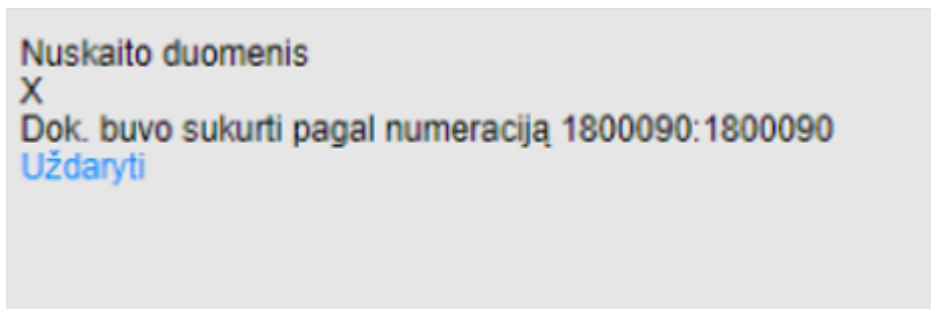 Nuskaito duomenis
X
Dok. buvo sukurti pagal numeraciją 1800090:1800090
Uždaryti